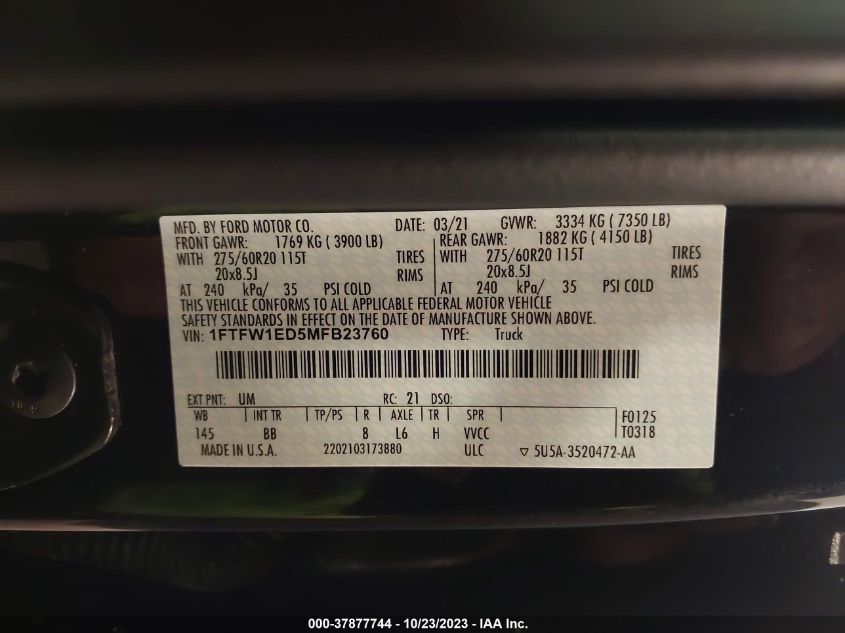 MFD. BY FORD MOTOR CO. DATE: 03/21 GVWR: 3334 KG ( 7350 LB)
FRONT GAWR: 1769 KG ( 3900 LB) REAR GAWR: 1882 KG ( 4150 LB)
WITH 275/60R20 115T TIRES WITH 275/60R20 115T TIRES
20x8.5J RIMS 20x8.5J RIMS
AT 240 kPa/ 35 PSI COLD AT 240 kPa/ 35 PSI COLD
THIS VEHICLE CONFORMS TO ALL APPLICABLE FEDERAL MOTOR VEHICLE
SAFETY STANDARDS IN EFFECT ON THE DATE OF MANUFACTURE SHOWN ABOVE.
VIN: 1FTFW1ED5MFB23760 TYPE: Truck
EXT PNT: UM RC: 21 DSO:
WB INT TR TP/PS R AXLE TR SPR F0125
145 BB 8 L6 H VVCC T0318
MADE IN U.S.A. 2202103173880 ULC ▽ 5U5A-3520472-AA
000-37877744 - 10/23/2023 - IAA Inc.